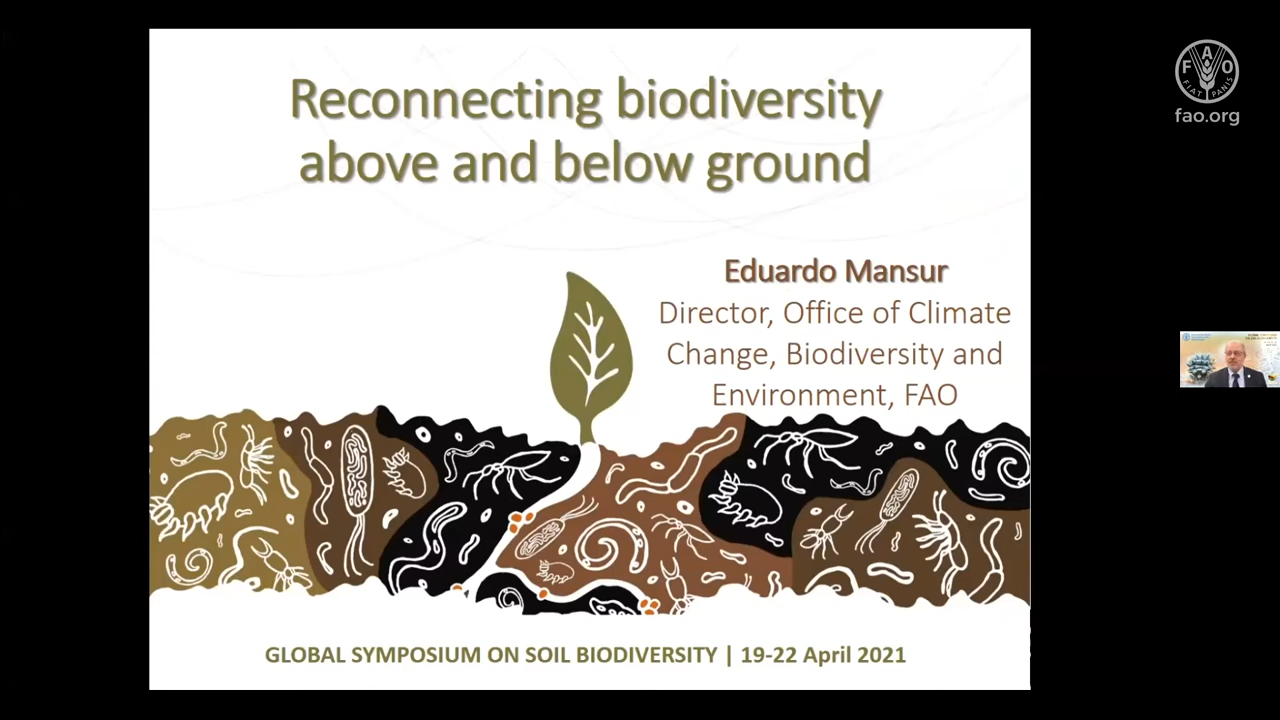 Reconnecting biodiversity
above and below ground
Eduardo Mansur
Director, Office of Climate
Change, Biodiversity and
Environment, FAO
GLOBAL SYMPOSIUM ON SOIL BIODIVERSITY | 19-22 April 2021
F A O
FIAT PANIS
fao.org